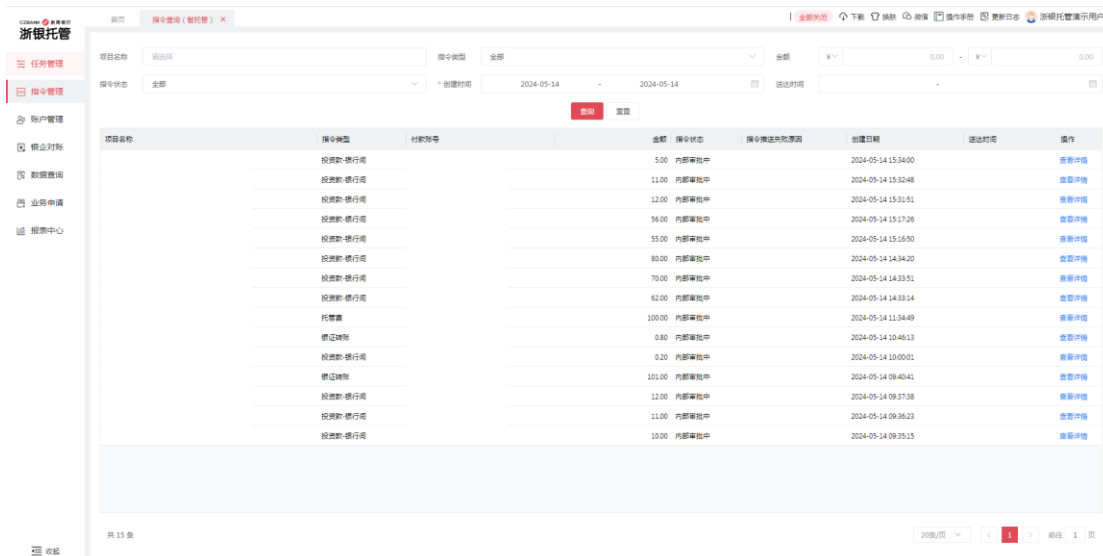 CZBANK 浙商银行
浙银托管
首页 指令查询(智托管) ×
全部关闭 下载 换肤 微信 操作手册 更新日志 浙银托管演示用户
任务管理
指令管理
账户管理
银企对账
数据查询
业务申请
报表中心
收起
项目名称 请选择 指令类型 全部 金额 ¥ 0.00 - ¥ 0.00
指令状态 全部 * 创建时间 2024-05-14 - 2024-05-14 送达时间 -
查询 重置
项目名称 指令类型 付款账号 金额 指令状态 指令推送失败原因 创建日期 送达时间 操作
投资款-银行间 5.00 内部审批中 2024-05-14 15:34:00 查看详情
投资款-银行间 11.00 内部审批中 2024-05-14 15:32:48 查看详情
投资款-银行间 12.00 内部审批中 2024-05-14 15:31:51 查看详情
投资款-银行间 56.00 内部审批中 2024-05-14 15:17:26 查看详情
投资款-银行间 55.00 内部审批中 2024-05-14 15:16:50 查看详情
投资款-银行间 80.00 内部审批中 2024-05-14 14:34:20 查看详情
投资款-银行间 70.00 内部审批中 2024-05-14 14:33:51 查看详情
投资款-银行间 62.00 内部审批中 2024-05-14 14:33:14 查看详情
托管费 100.00 内部审批中 2024-05-14 11:34:49 查看详情
银证转账 0.80 内部审批中 2024-05-14 10:46:13 查看详情
投资款-银行间 0.20 内部审批中 2024-05-14 10:00:01 查看详情
银证转账 101.00 内部审批中 2024-05-14 09:40:41 查看详情
投资款-银行间 12.00 内部审批中 2024-05-14 09:37:38 查看详情
投资款-银行间 11.00 内部审批中 2024-05-14 09:36:23 查看详情
投资款-银行间 10.00 内部审批中 2024-05-14 09:35:15 查看详情
共 15 条 20条/页 < 1 > 前往 1 页